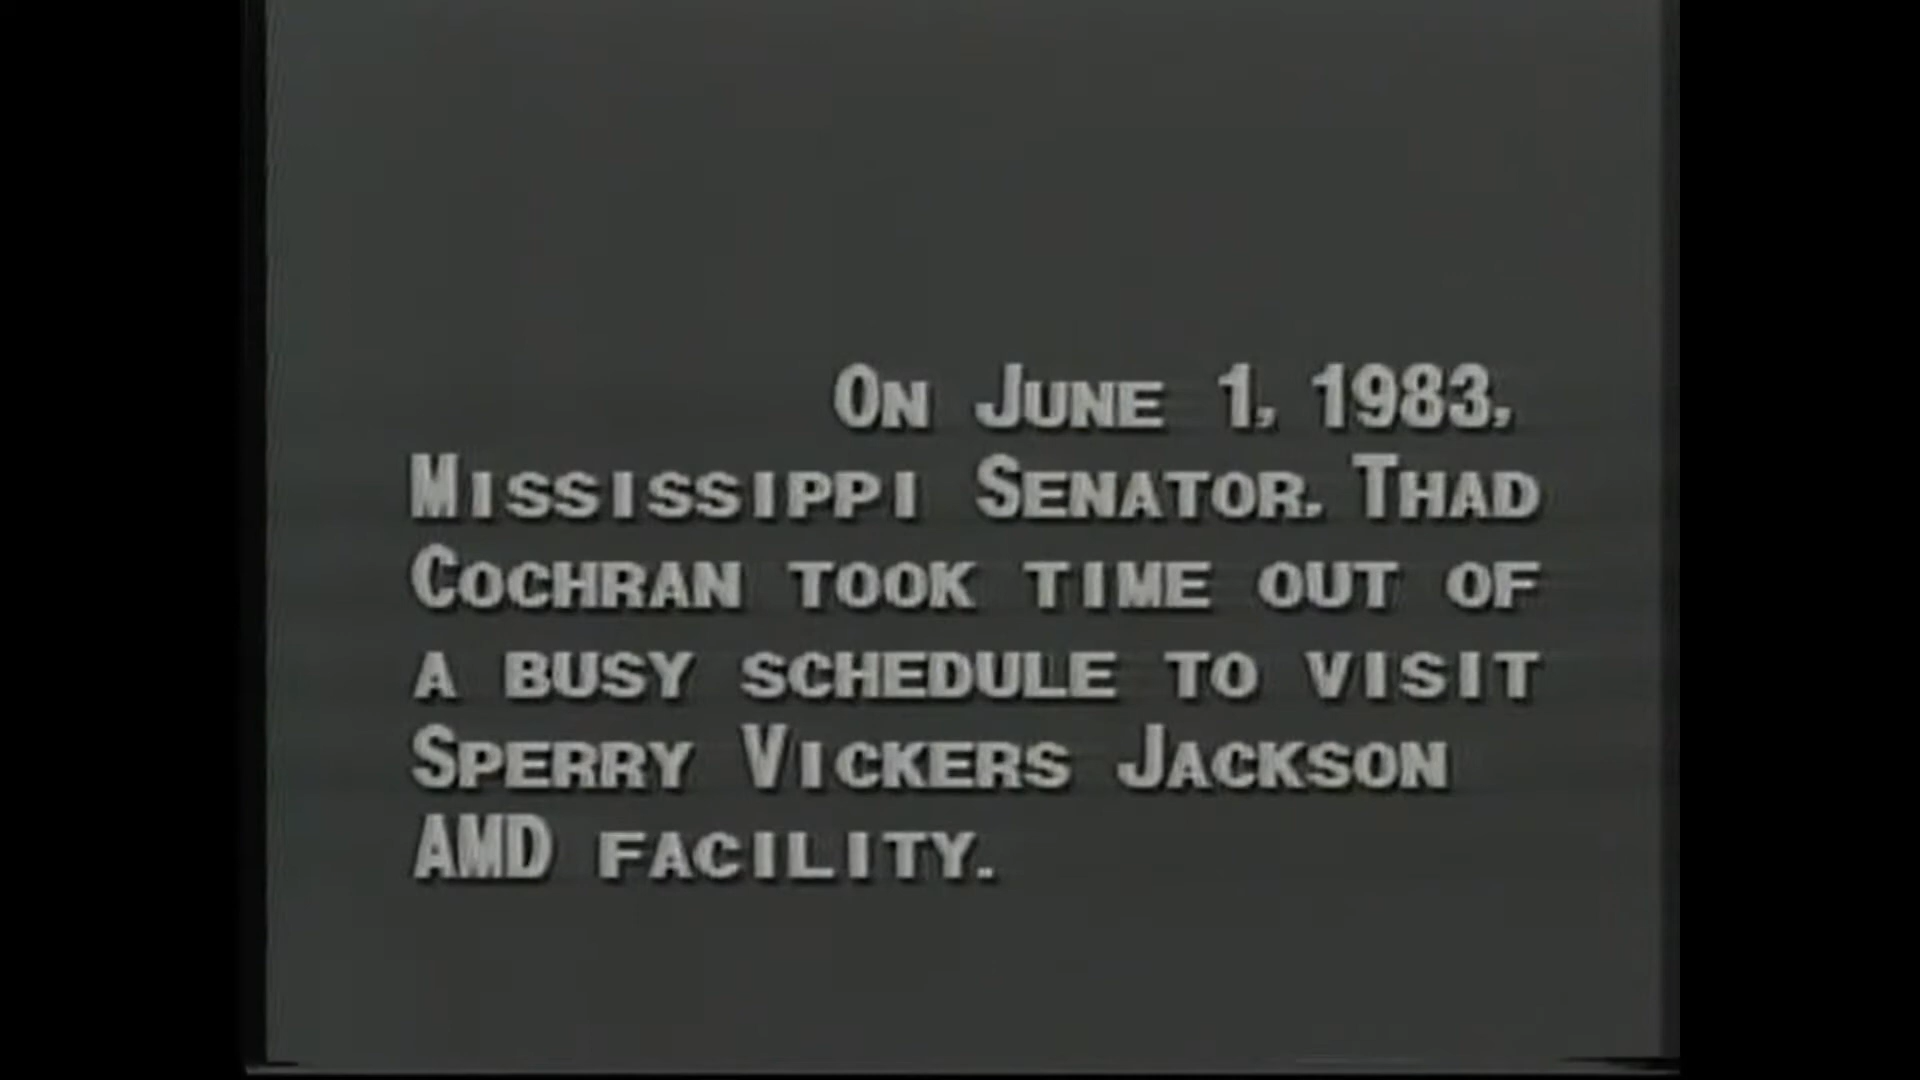 On June 1, 1983,
Mississippi Senator. Thad
Cochran took time out of
a busy schedule to visit
Sperry Vickers Jackson
AMD facility.